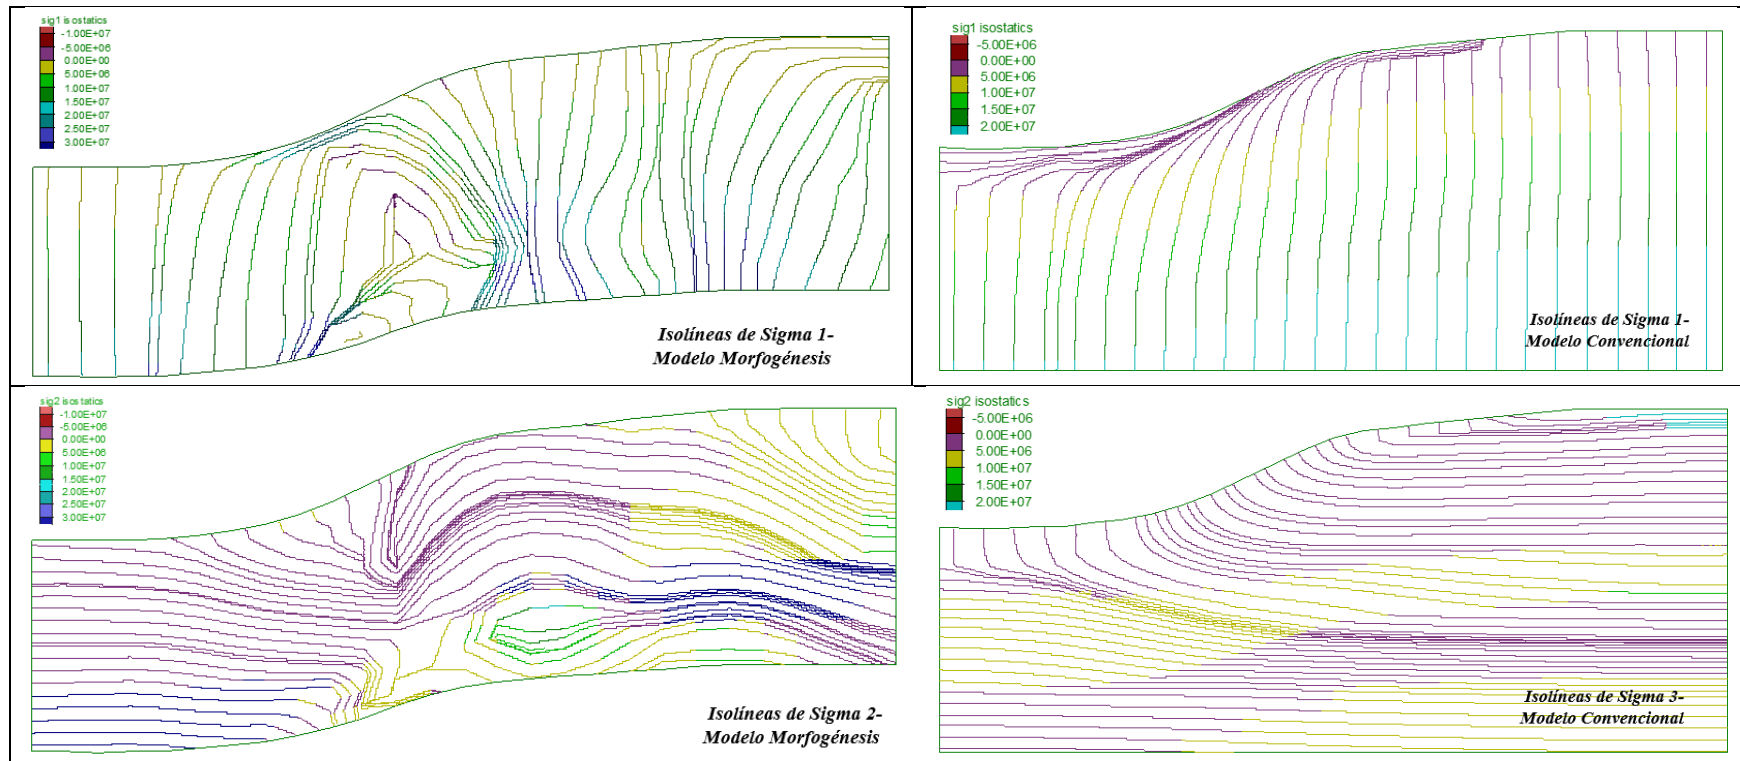 sig1 isostatics
-1.00E+07
-5.00E+06
0.00E+00
5.00E+06
1.00E+07
1.50E+07
2.00E+07
2.50E+07
3.00E+07
Isolíneas de Sigma 1-
Modelo Morfogénesis
sig1 isostatics
-5.00E+06
0.00E+00
5.00E+06
1.00E+07
1.50E+07
2.00E+07
Isolíneas de Sigma 1-
Modelo Convencional
sig2 isostatics
-1.00E+07
-5.00E+06
0.00E+00
5.00E+06
1.00E+07
1.50E+07
2.00E+07
2.50E+07
3.00E+07
Isolíneas de Sigma 2-
Modelo Morfogénesis
sig2 isostatics
-5.00E+06
0.00E+00
5.00E+06
1.00E+07
1.50E+07
2.00E+07
Isolíneas de Sigma 3-
Modelo Convencional